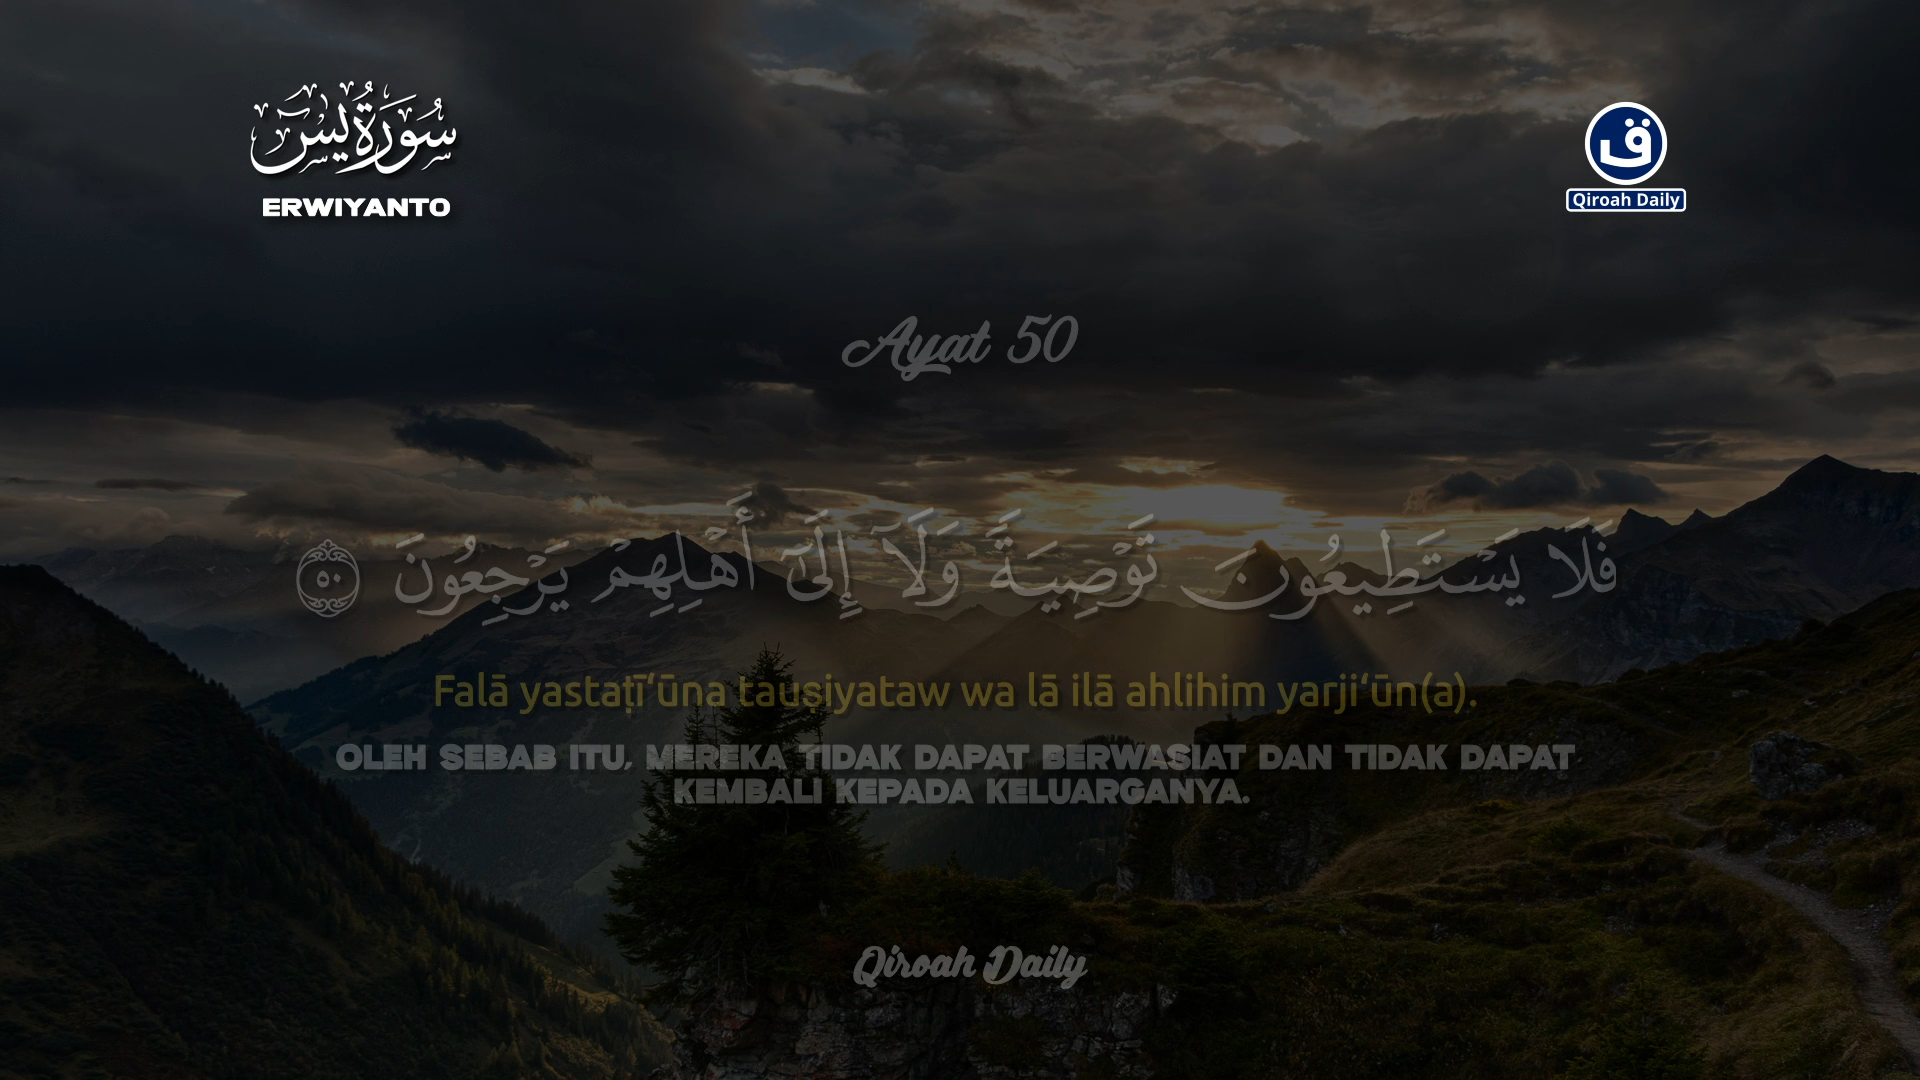 سُورَةُ يسٓ
ERWIYANTO
ق
Qiroah Daily
Ayat 50
فَلَا يَسْتَطِيعُونَ تَوْصِيَةً وَلَآ إِلَىٰٓ أَهْلِهِمْ يَرْجِعُونَ ۝٥٠
Falā yastaṭī‘ūna tauṣiyataw wa lā ilā ahlihim yarji‘ūn(a).
OLEH SEBAB ITU, MEREKA TIDAK DAPAT BERWASIAT DAN TIDAK DAPAT
KEMBALI KEPADA KELUARGANYA.
Qiroah Daily